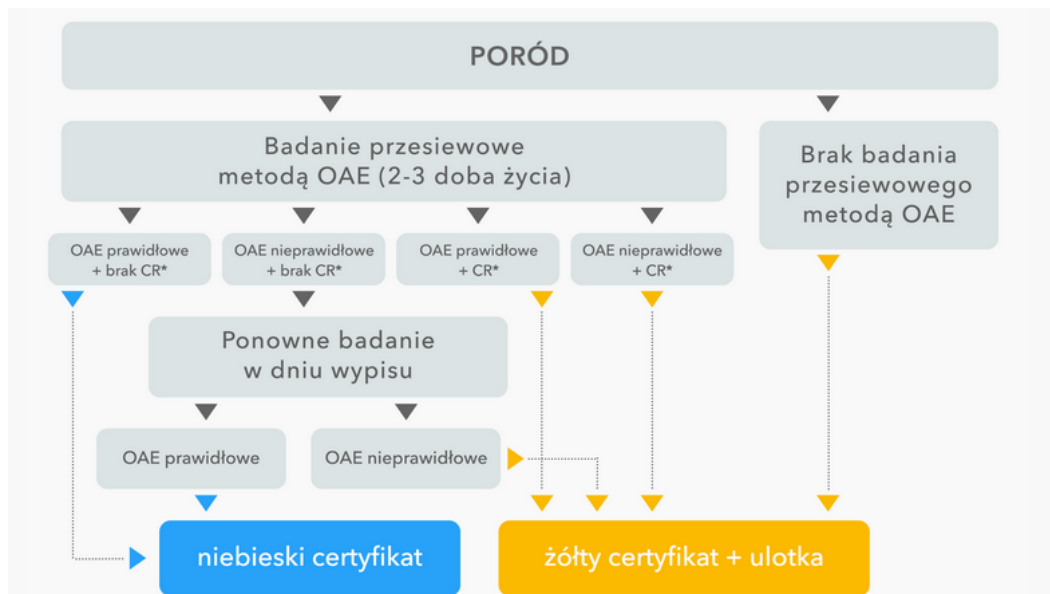 PORÓD
Badanie przesiewowe
metodą OAE (2-3 doba życia)
Brak badania
przesiewowego
metodą OAE
OAE prawidłowe
+ brak CR*
OAE nieprawidłowe
+ brak CR*
OAE prawidłowe
+ CR*
OAE nieprawidłowe
+ CR*
Ponowne badanie
w dniu wypisu
OAE prawidłowe
OAE nieprawidłowe
niebieski certyfikat
żółty certyfikat + ulotka